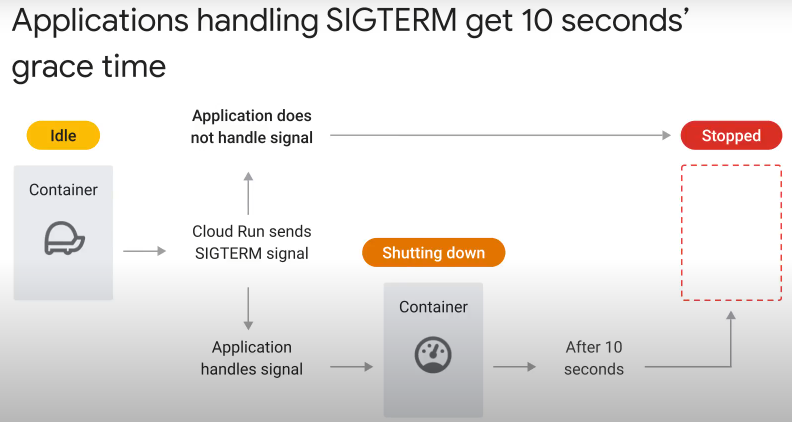 Applications handling SIGTERM get 10 seconds’
grace time
Idle
Container
Application does
not handle signal
Stopped
Cloud Run sends
SIGTERM signal
Shutting down
Container
Application
handles signal
After 10
seconds